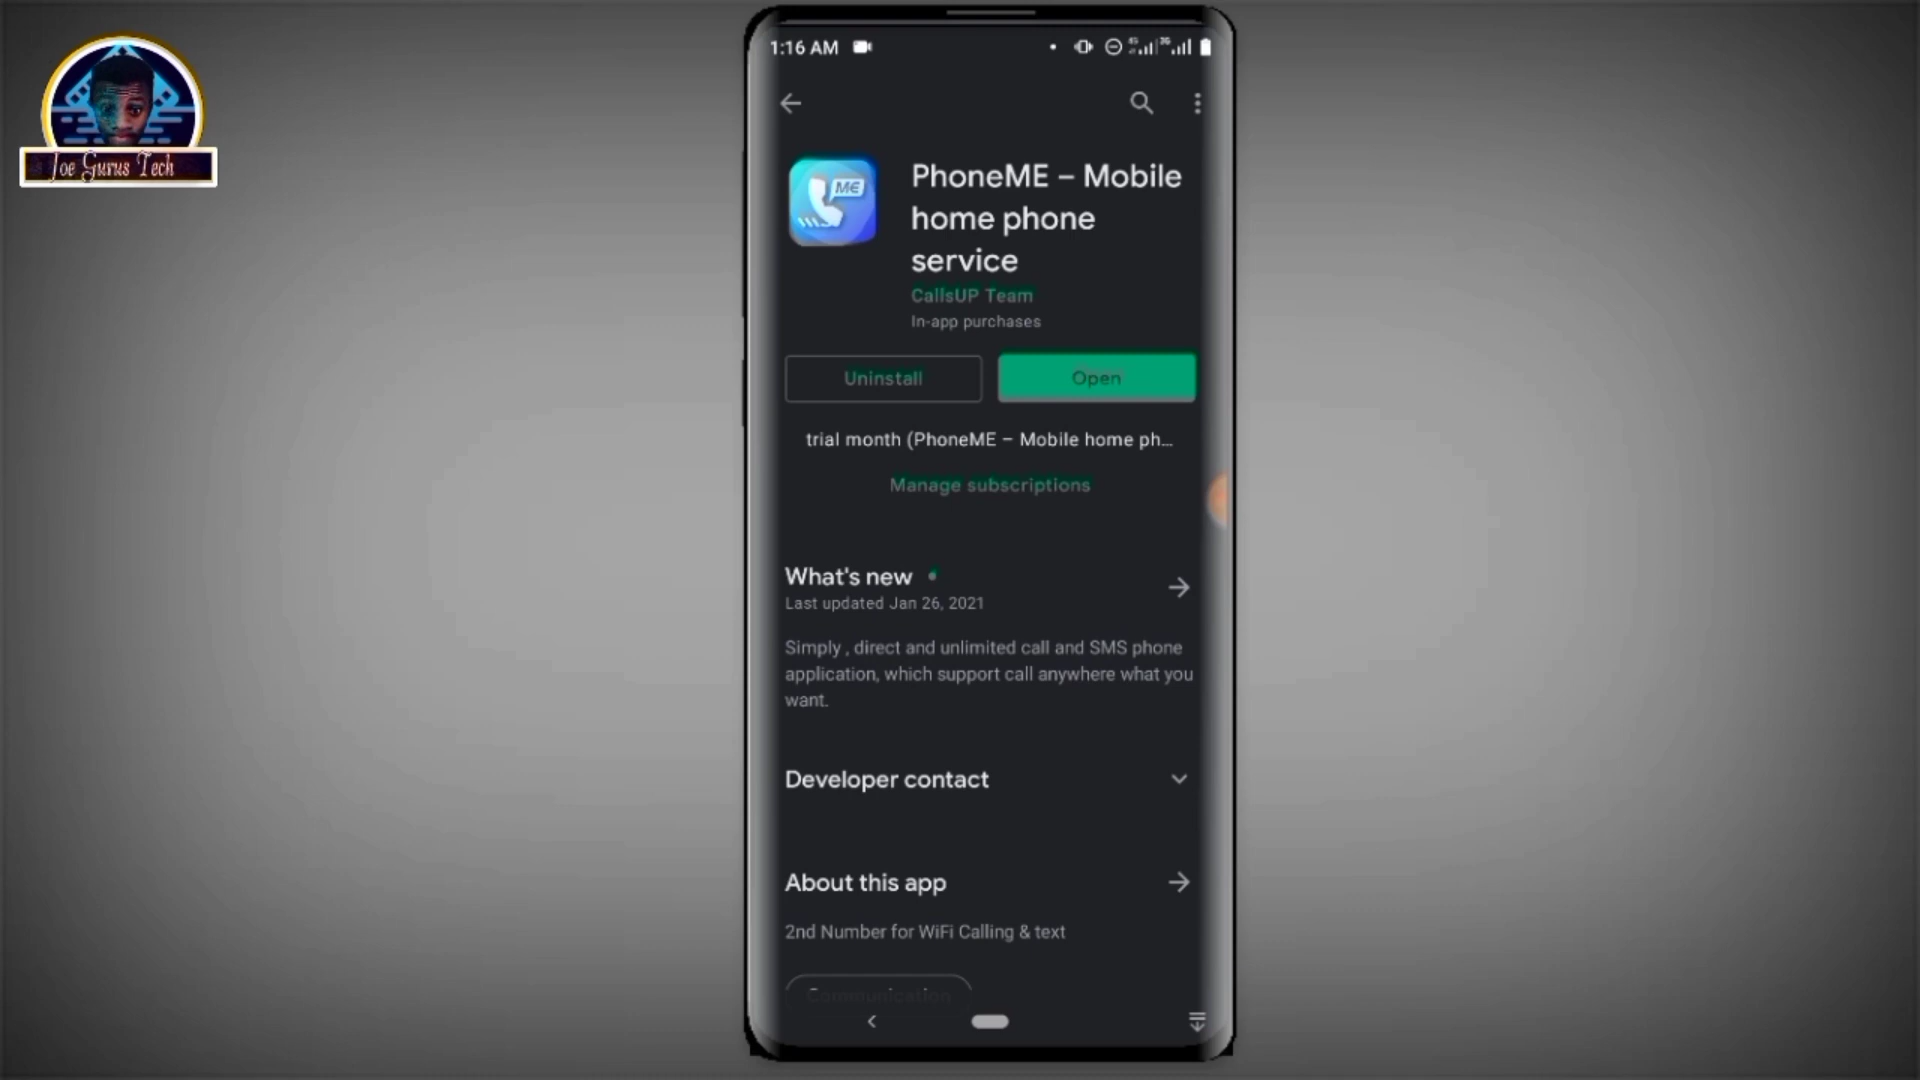 Joe Gurus Tech
1:16 AM
PhoneME – Mobile
home phone
service
CallsUP Team
In-app purchases
Uninstall
Open
trial month (PhoneME – Mobile home ph...
Manage subscriptions
What's new
Last updated Jan 26, 2021
Simply , direct and unlimited call and SMS phone
application, which support call anywhere what you
want.
Developer contact
About this app
2nd Number for WiFi Calling & text
Communication